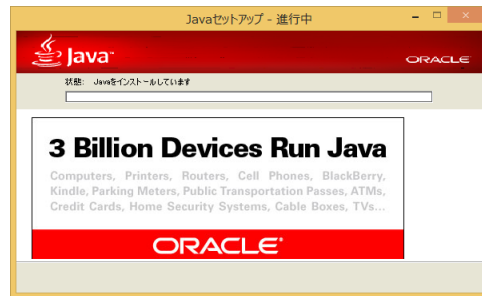 Javaセットアップ - 進行中
Java™
ORACLE
状態: Javaをインストールしています
3 Billion Devices Run Java
Computers, Printers, Routers, Cell Phones, BlackBerry,
Kindle, Parking Meters, Public Transportation Passes, ATMs,
Credit Cards, Home Security Systems, Cable Boxes, TVs...
ORACLE®